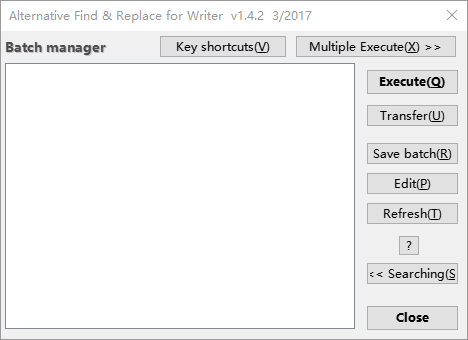 Alternative Find & Replace for Writer  v1.4.2  3/2017
Batch manager
Key shortcuts(V)
Multiple Execute(X) >>
Execute(Q)
Transfer(U)
Save batch(R)
Edit(P)
Refresh(T)
?
<< Searching(S
Close